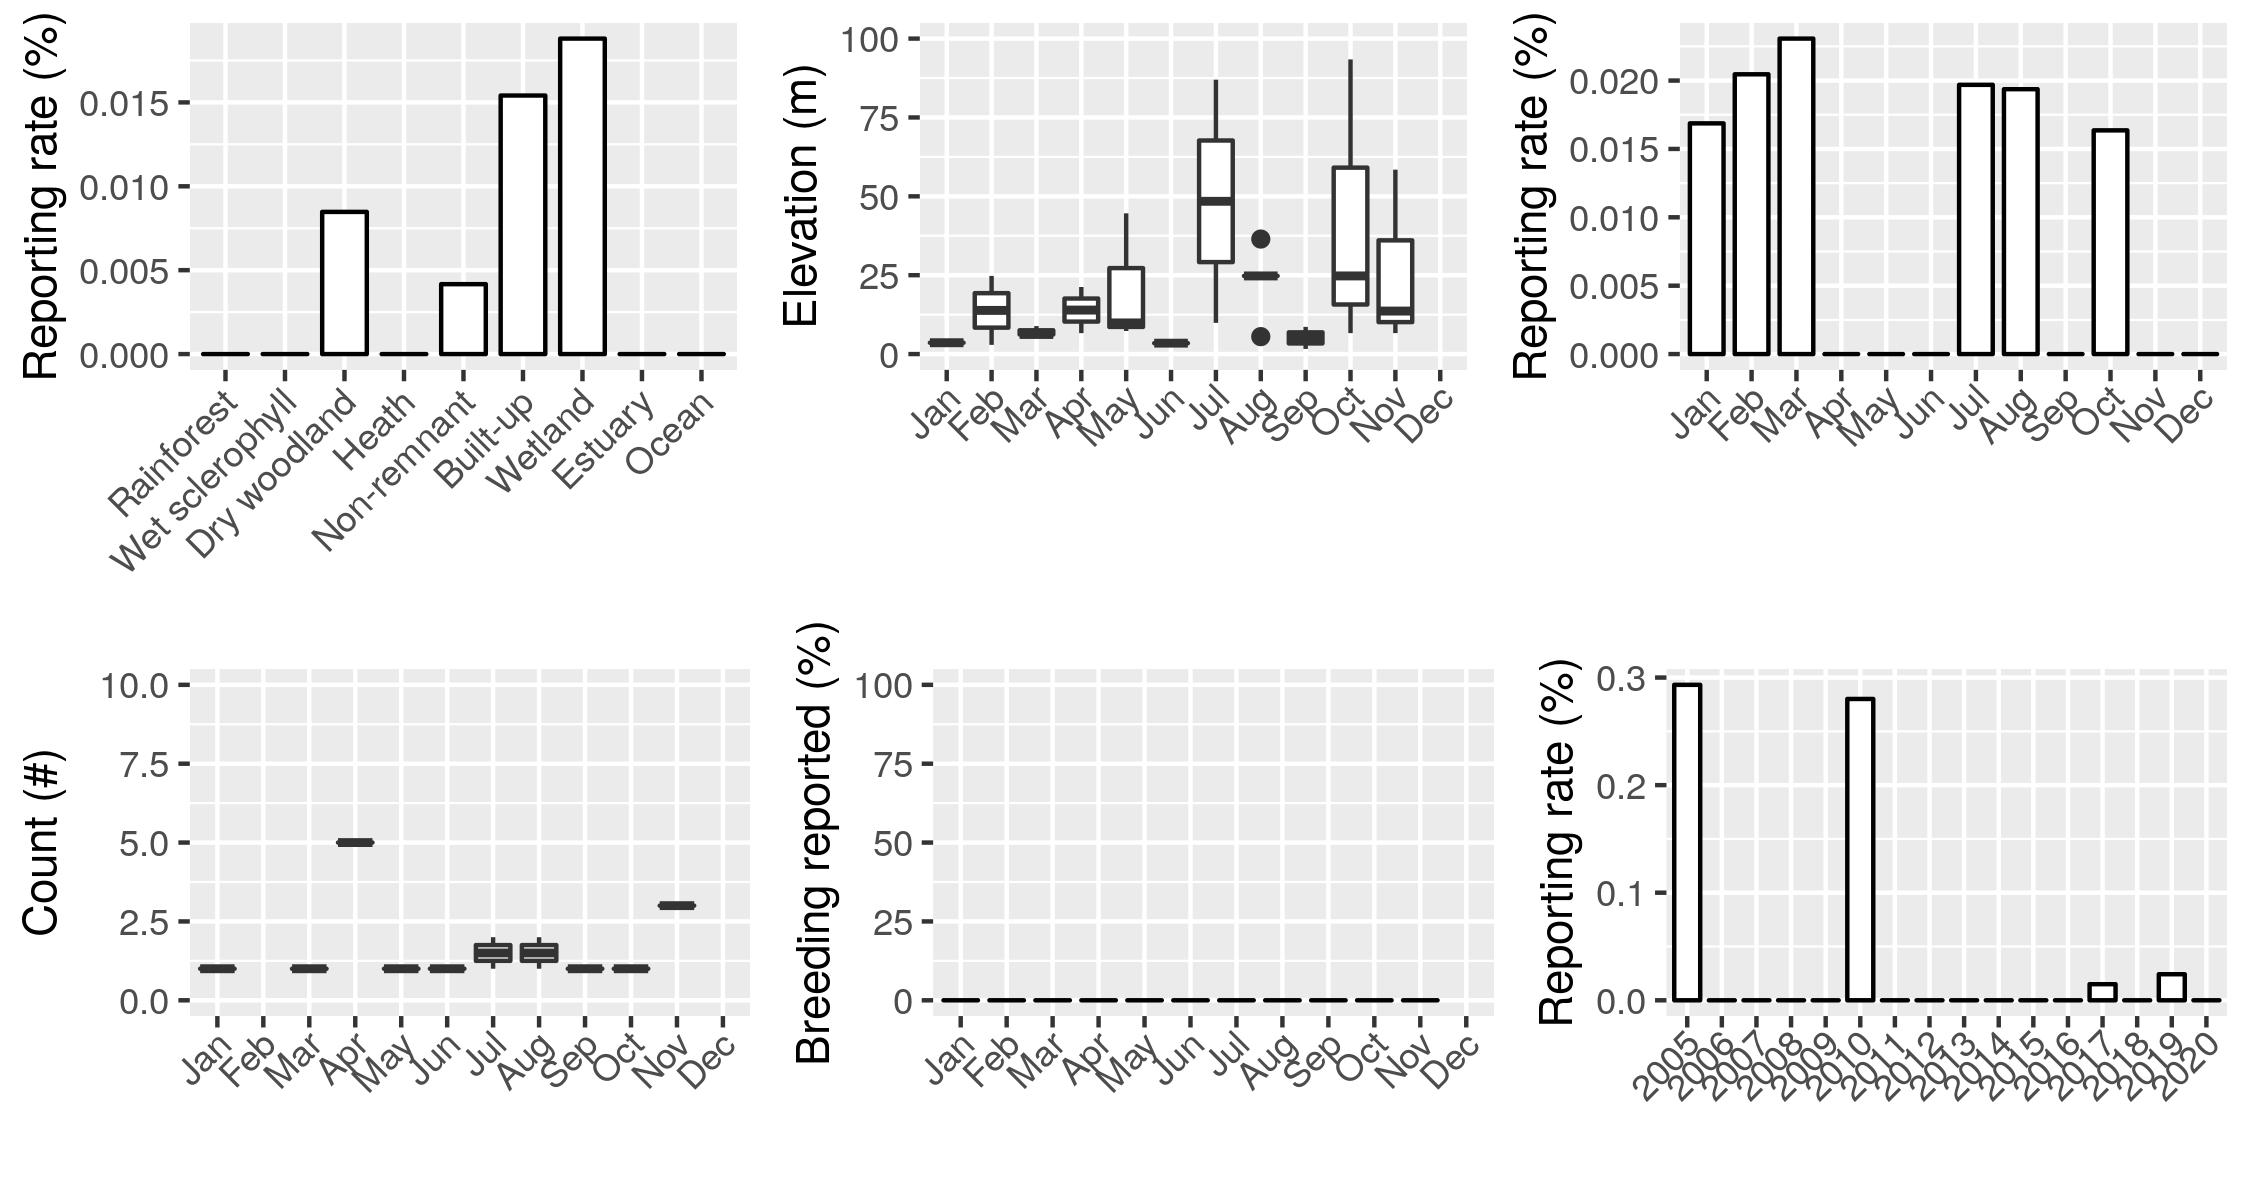 Reporting rate (%)
0.015
0.010
0.005
0.000
Rainforest
Wet sclerophyll
Dry woodland
Heath
Non-remnant
Built-up
Wetland
Estuary
Ocean
Elevation (m)
100
75
50
25
0
Jan
Feb
Mar
Apr
May
Jun
Jul
Aug
Sep
Oct
Nov
Dec
Reporting rate (%)
0.020
0.015
0.010
0.005
0.000
Jan
Feb
Mar
Apr
May
Jun
Jul
Aug
Sep
Oct
Nov
Dec
Count (#)
10.0
7.5
5.0
2.5
0.0
Jan
Feb
Mar
Apr
May
Jun
Jul
Aug
Sep
Oct
Nov
Dec
Breeding reported (%)
100
75
50
25
0
Jan
Feb
Mar
Apr
May
Jun
Jul
Aug
Sep
Oct
Nov
Dec
Reporting rate (%)
0.3
0.2
0.1
0.0
2005
2006
2007
2008
2009
2010
2011
2012
2013
2014
2015
2016
2017
2018
2019
2020